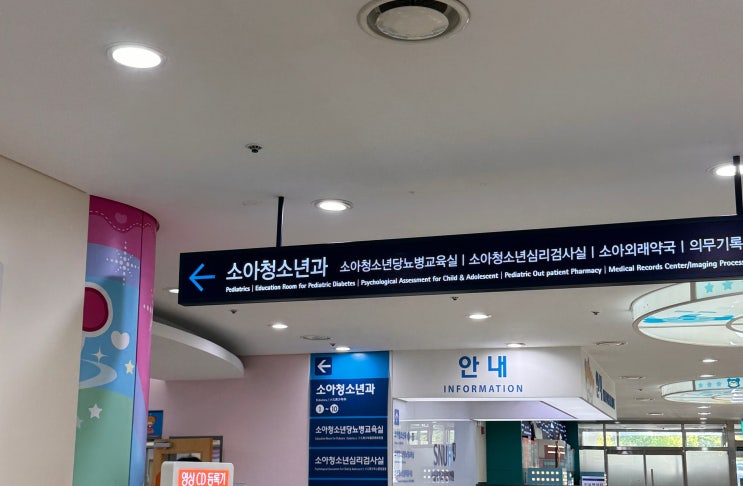 소아청소년과 소아청소년당뇨병교육실 | 소아청소년심리검사실 | 소아외래약국 | 의무기록
Pediatrics | Education Room for Pediatric Diabetes | Psychological Assessment for Child & Adolescent | Pediatric Out patient Pharmacy | Medical Records Center/Imaging Process
안내
INFORMATION
소아청소년과
1 ~ 10
소아청소년당뇨병교육실
소아청소년심리검사실
영상 CD 등록기